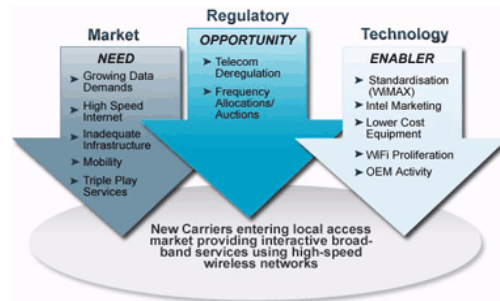 Market
NEED
Growing Data
Demands
High Speed
Internet
Inadequate
Infrastructure
Mobility
Triple Play
Services
Regulatory
OPPORTUNITY
Telecom
Deregulation
Frequency
Allocations/
Auctions
Technology
ENABLER
Standardisation
(WiMAX)
Intel Marketing
Lower Cost
Equipment
WiFi Proliferation
OEM Activity
New Carriers entering local access
market providing interactive broad-
band services using high-speed
wireless networks